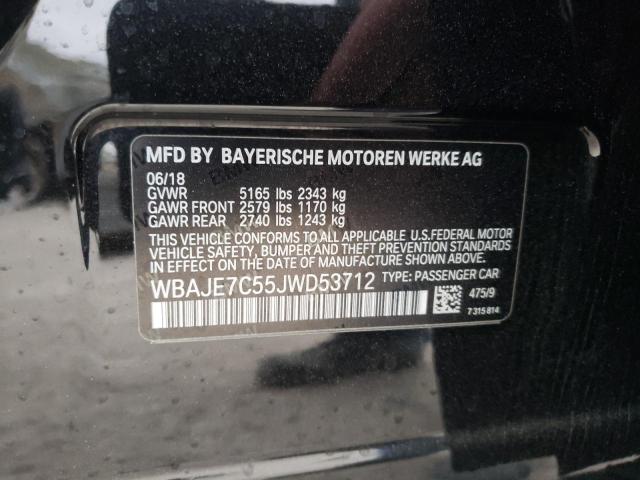 MFD BY BAYERISCHE MOTOREN WERKE AG
06/18
GVWR 5165 lbs 2343 kg
GAWR FRONT 2579 lbs 1170 kg
GAWR REAR 2740 lbs 1243 kg
THIS VEHICLE CONFORMS TO ALL APPLICABLE U.S.FEDERAL MOTOR
VEHICLE SAFETY, BUMPER AND THEFT PREVENTION STANDARDS
IN EFFECT ON THE DATE OF MANUFACTURE SHOWN ABOVE.
WBAJE7C55JWD53712 TYPE: PASSENGER CAR
475/9
7 315 814